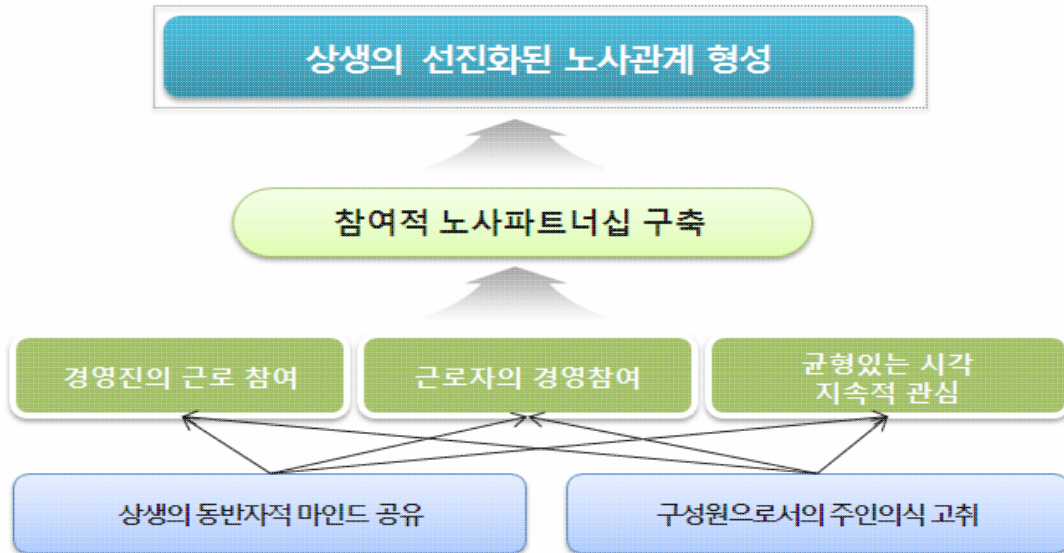 상생의 선진화된 노사관계 형성
참여적 노사파트너십 구축
경영진의 근로 참여
근로자의 경영참여
균형있는 시각
지속적 관심
상생의 동반자적 마인드 공유
구성원으로서의 주인의식 고취